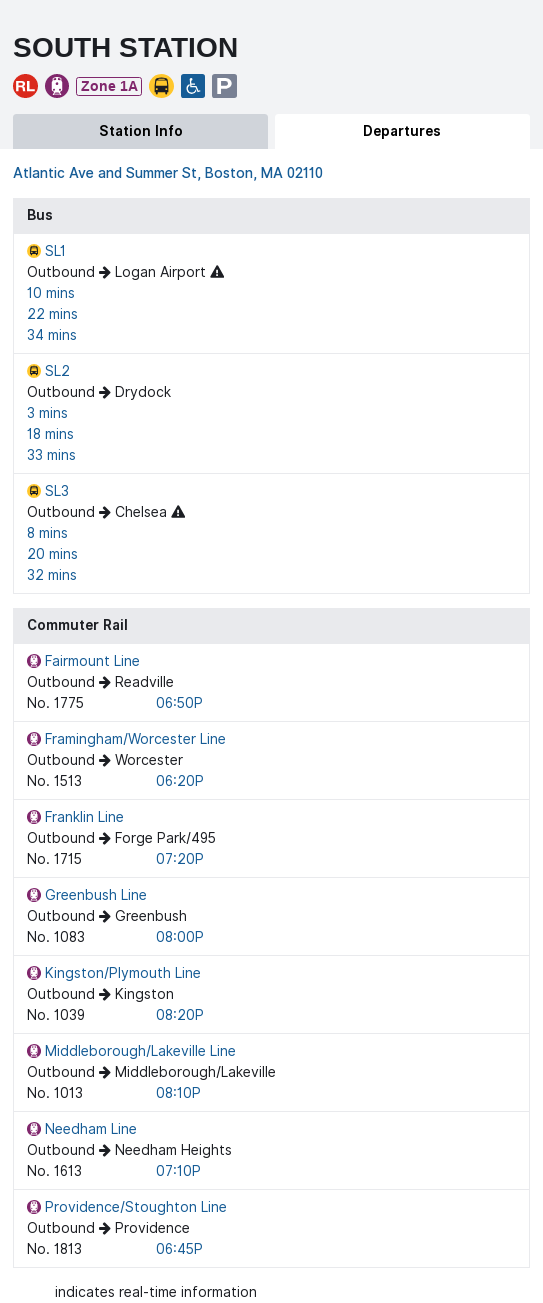 SOUTH STATION
RL Zone 1A P
Station Info Departures
Atlantic Ave and Summer St, Boston, MA 02110
Bus
SL1
Outbound → Logan Airport
10 mins
22 mins
34 mins
SL2
Outbound → Drydock
3 mins
18 mins
33 mins
SL3
Outbound → Chelsea
8 mins
20 mins
32 mins
Commuter Rail
Fairmount Line
Outbound → Readville
No. 1775 06:50P
Framingham/Worcester Line
Outbound → Worcester
No. 1513 06:20P
Franklin Line
Outbound → Forge Park/495
No. 1715 07:20P
Greenbush Line
Outbound → Greenbush
No. 1083 08:00P
Kingston/Plymouth Line
Outbound → Kingston
No. 1039 08:20P
Middleborough/Lakeville Line
Outbound → Middleborough/Lakeville
No. 1013 08:10P
Needham Line
Outbound → Needham Heights
No. 1613 07:10P
Providence/Stoughton Line
Outbound → Providence
No. 1813 06:45P
indicates real-time information